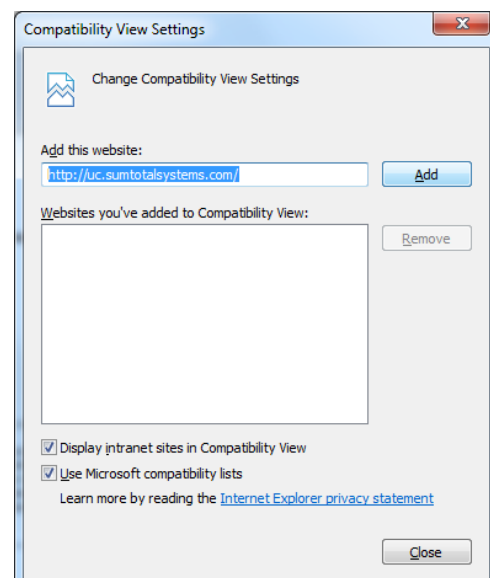 Compatibility View Settings
Change Compatibility View Settings
Add this website:
http://uc.sumtotalsystems.com/
Add
Websites you've added to Compatibility View:
Remove
Display intranet sites in Compatibility View
Use Microsoft compatibility lists
Learn more by reading the Internet Explorer privacy statement
Close